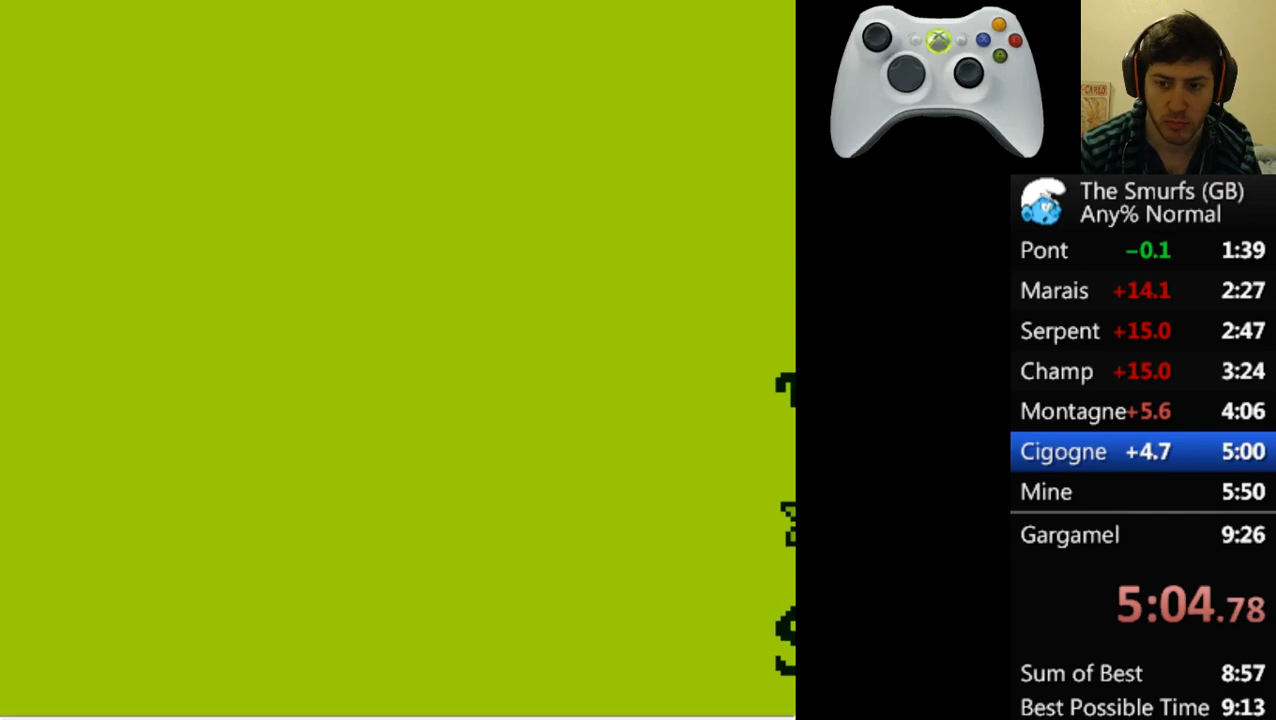 The Smurfs (GB)
Any% Normal
Pont -0.1 1:39
Marais +14.1 2:27
Serpent +15.0 2:47
Champ +15.0 3:24
Montagne +5.6 4:06
Cigogne +4.7 5:00
Mine 5:50
Gargamel 9:26
5:04.78
Sum of Best 8:57
Best Possible Time 9:13